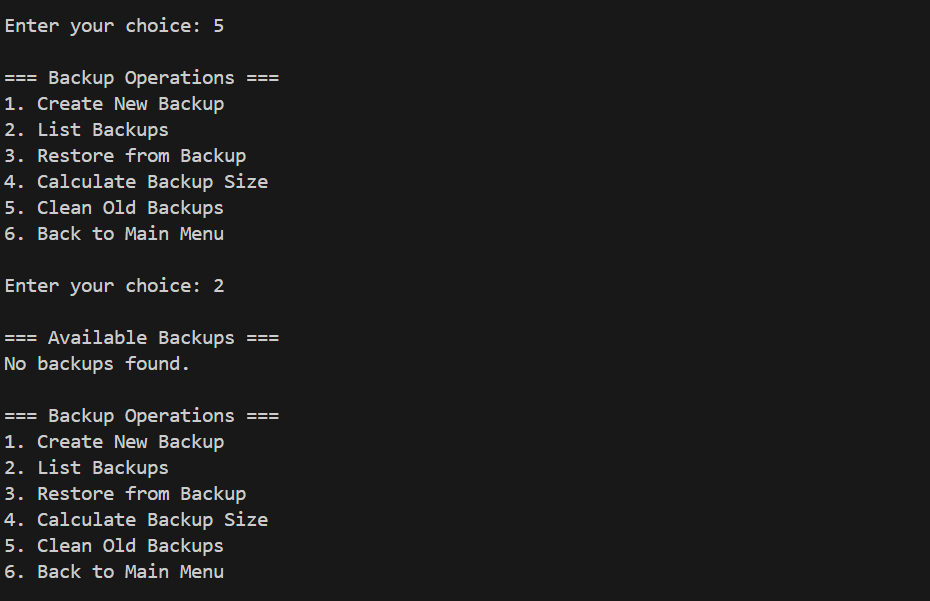 Enter your choice: 5
=== Backup Operations ===
1. Create New Backup
2. List Backups
3. Restore from Backup
4. Calculate Backup Size
5. Clean Old Backups
6. Back to Main Menu
Enter your choice: 2
=== Available Backups ===
No backups found.
=== Backup Operations ===
1. Create New Backup
2. List Backups
3. Restore from Backup
4. Calculate Backup Size
5. Clean Old Backups
6. Back to Main Menu